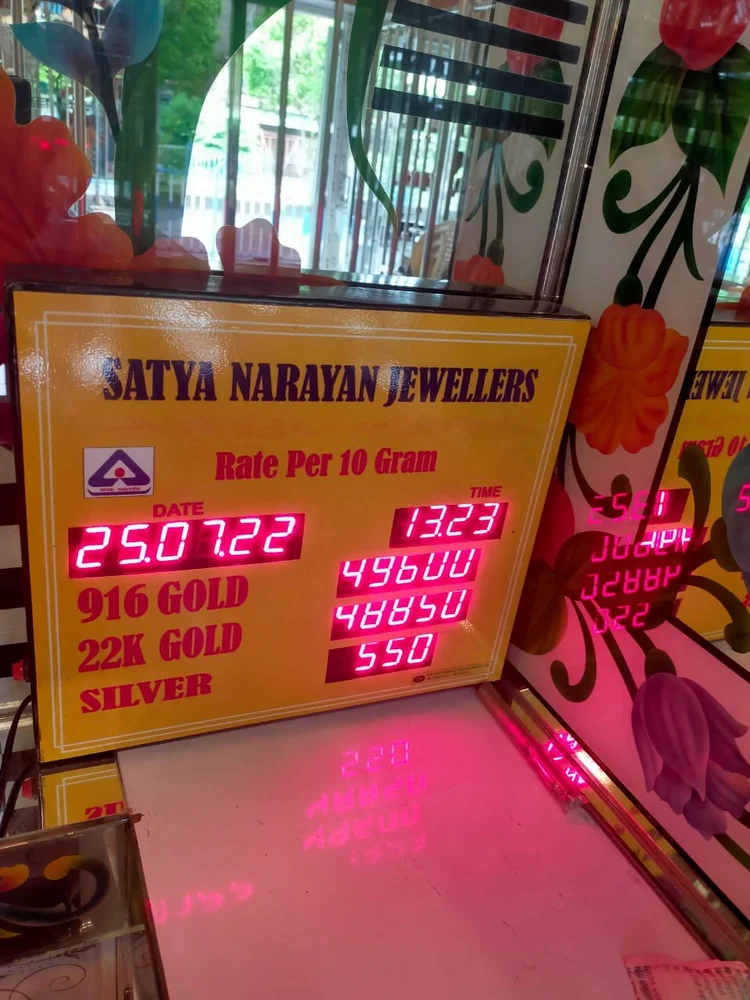 SATYA NARAYAN JEWELLERS
Rate Per 10 Gram
DATE TIME
25.07.22 13.23
916 GOLD 49600
22K GOLD 48850
SILVER 550